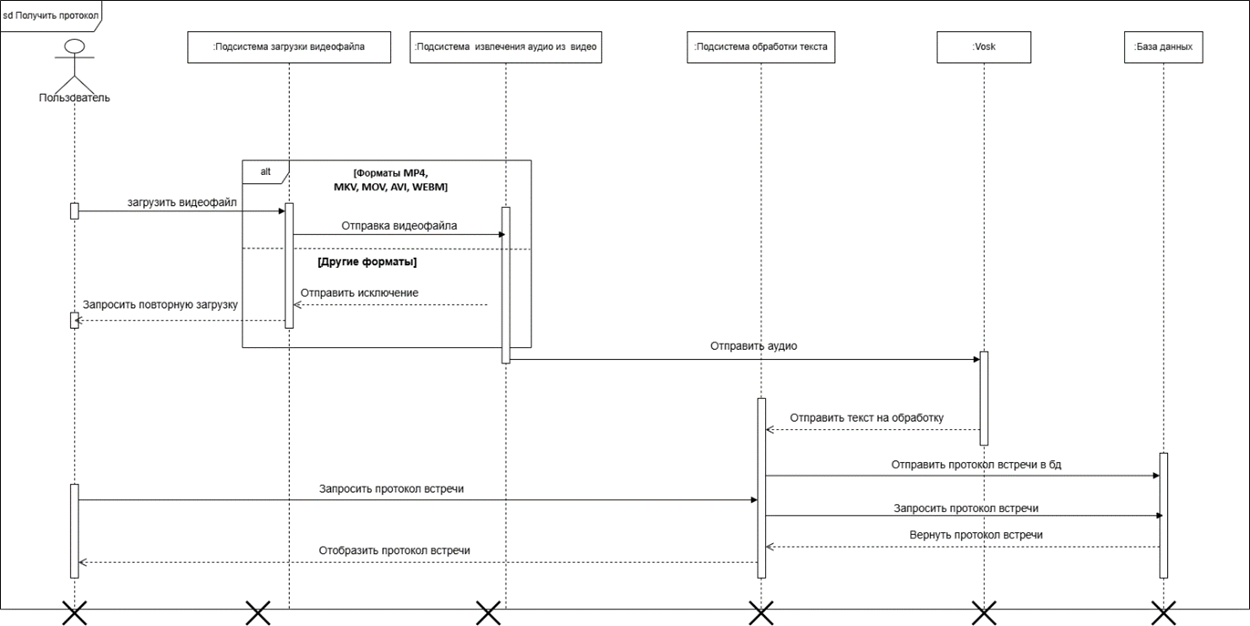 sd Получить протокол
:Подсистема загрузки видеофайла
:Подсистема извлечения аудио из видео
:Подсистема обработки текста
:Vosk
:База данных
Пользователь
alt
[Форматы MP4,
MKV, MOV, AVI, WEBM]
загрузить видеофайл
Отправка видеофайла
[Другие форматы]
Отправить исключение
Запросить повторную загрузку
Отправить аудио
Отправить текст на обработку
Отправить протокол встречи в бд
Запросить протокол встречи
Запросить протокол встречи
Вернуть протокол встречи
Отобразить протокол встречи